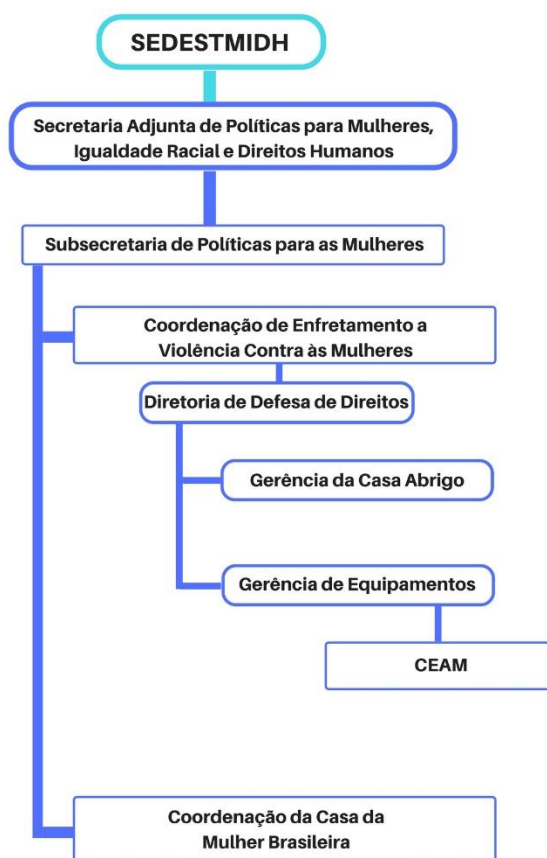 SEDESTMIDH
Secretaria Adjunta de Políticas para Mulheres,
Igualdade Racial e Direitos Humanos
Subsecretaria de Políticas para as Mulheres
Coordenação de Enfretamento a
Violência Contra às Mulheres
Diretoria de Defesa de Direitos
Gerência da Casa Abrigo
Gerência de Equipamentos
CEAM
Coordenação da Casa da
Mulher Brasileira